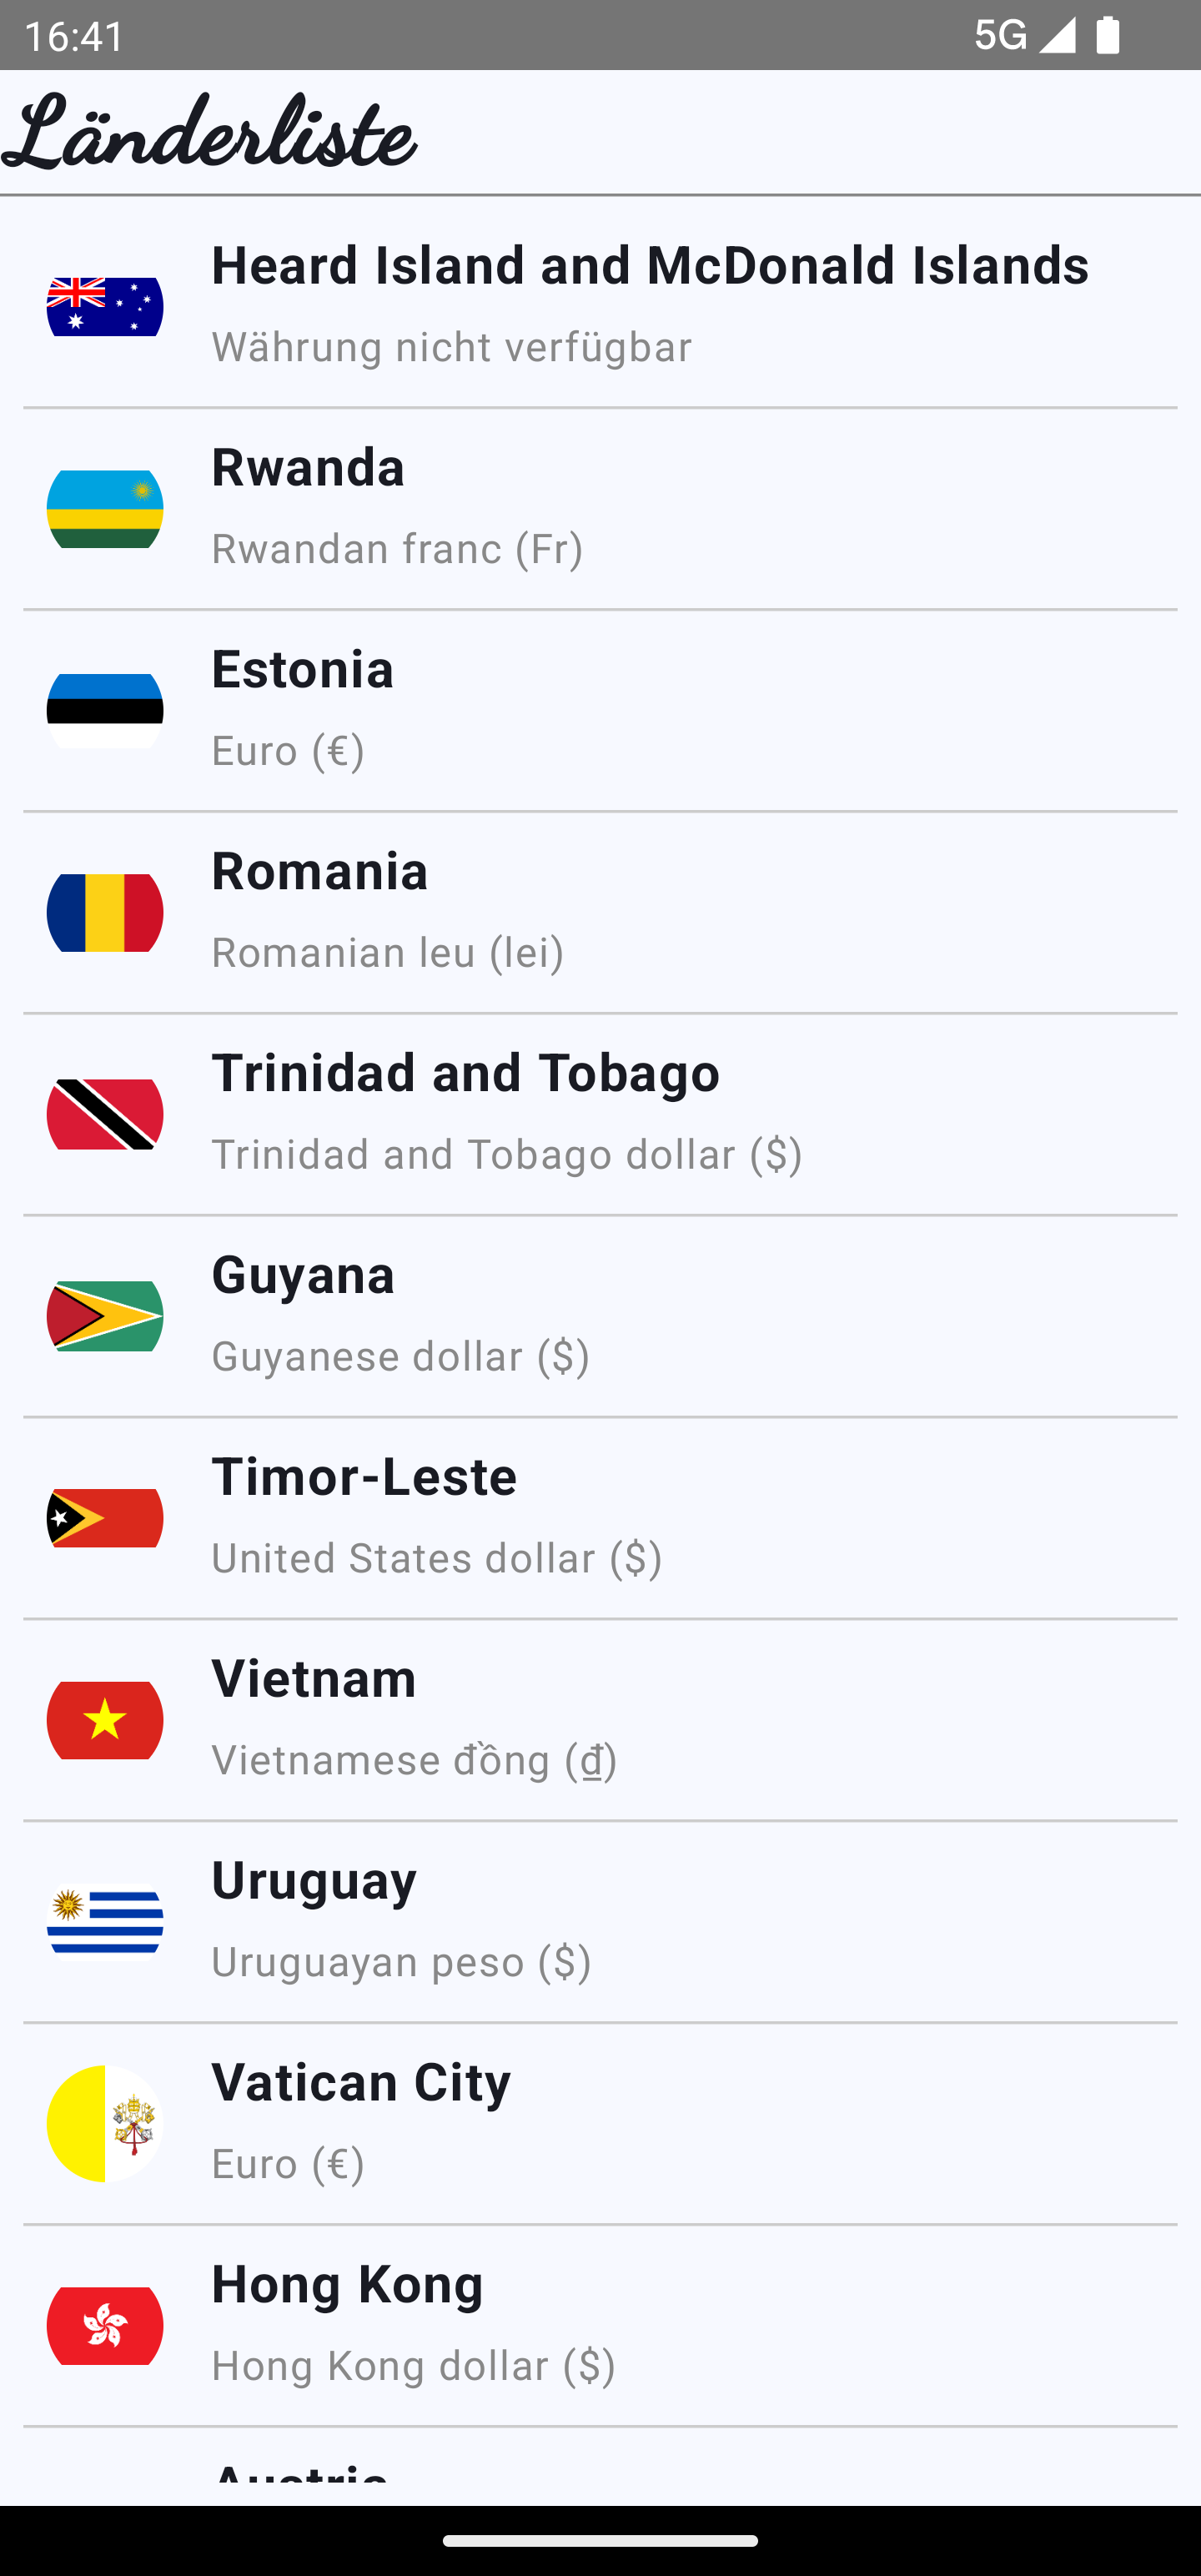 16:41
5G
Länderliste
Heard Island and McDonald Islands
Währung nicht verfügbar
Rwanda
Rwandan franc (Fr)
Estonia
Euro (€)
Romania
Romanian leu (lei)
Trinidad and Tobago
Trinidad and Tobago dollar ($)
Guyana
Guyanese dollar ($)
Timor-Leste
United States dollar ($)
Vietnam
Vietnamese đồng (₫)
Uruguay
Uruguayan peso ($)
Vatican City
Euro (€)
Hong Kong
Hong Kong dollar ($)
Austria